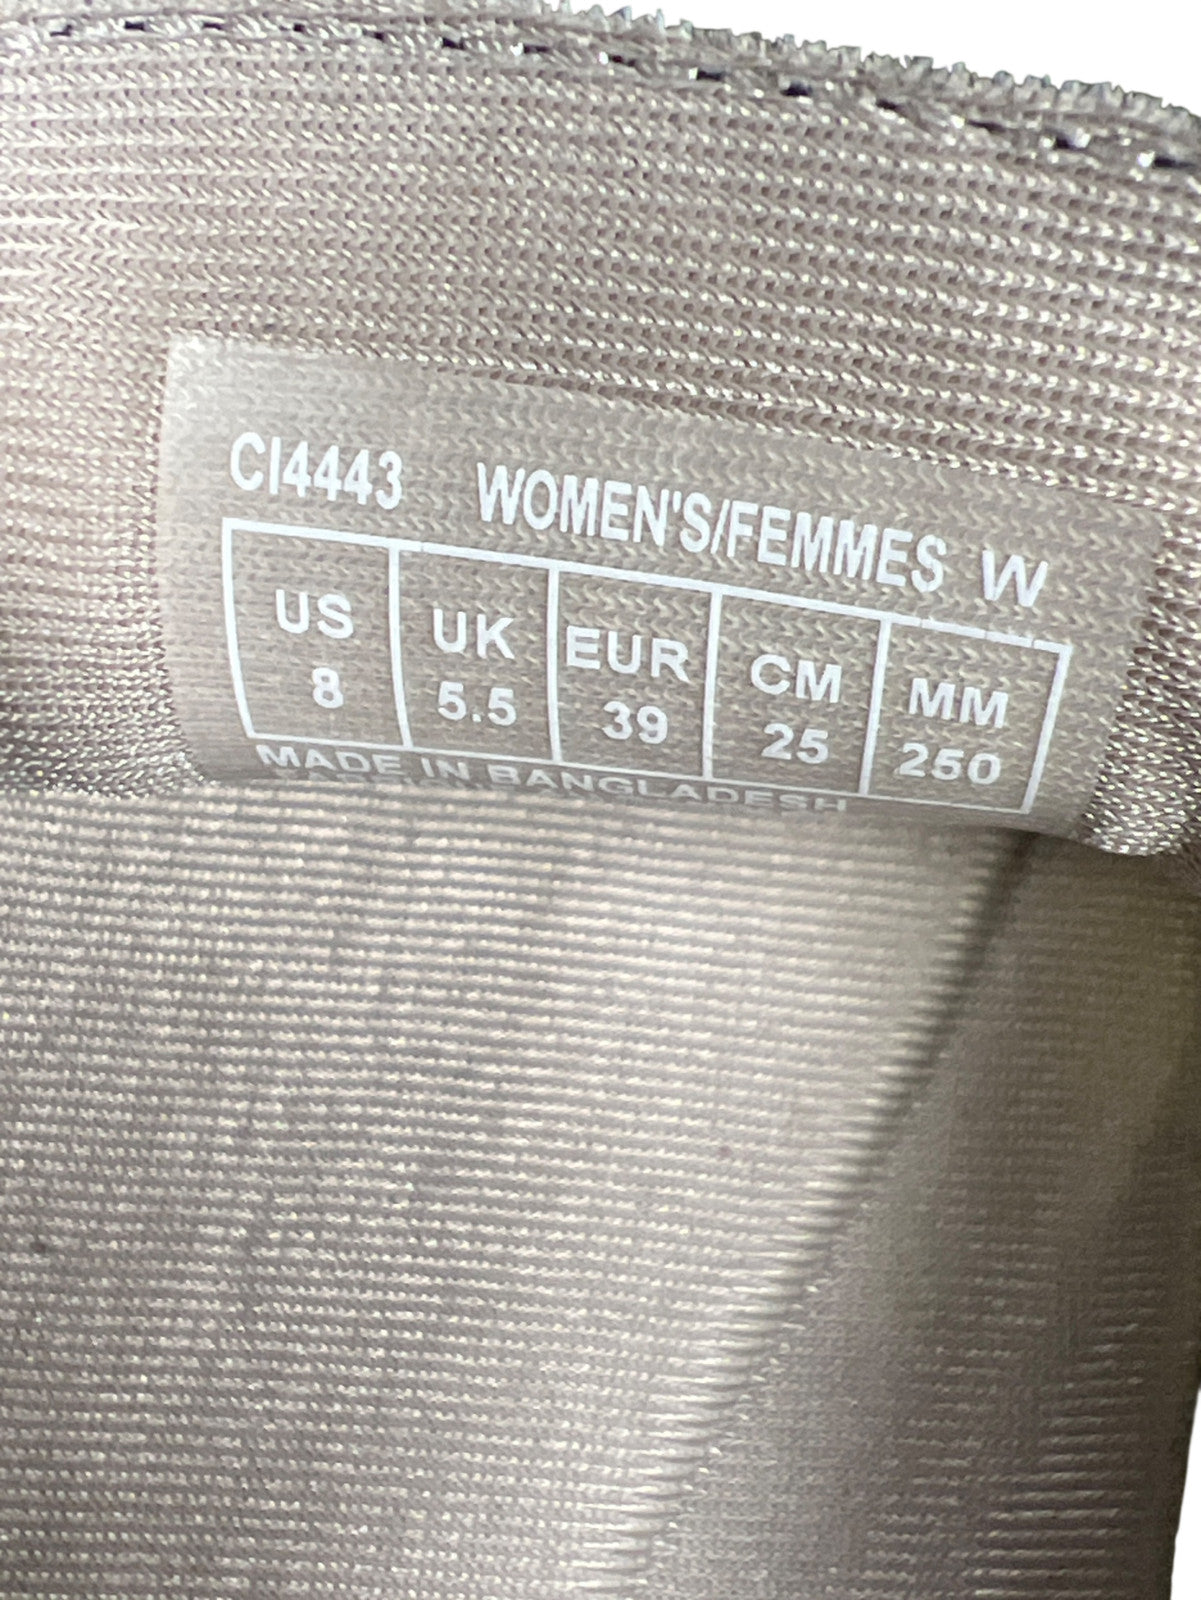 CI4443 WOMEN'S/FEMMES W
US UK EUR CM MM
8 5.5 39 25 250
MADE IN BANGLADESH